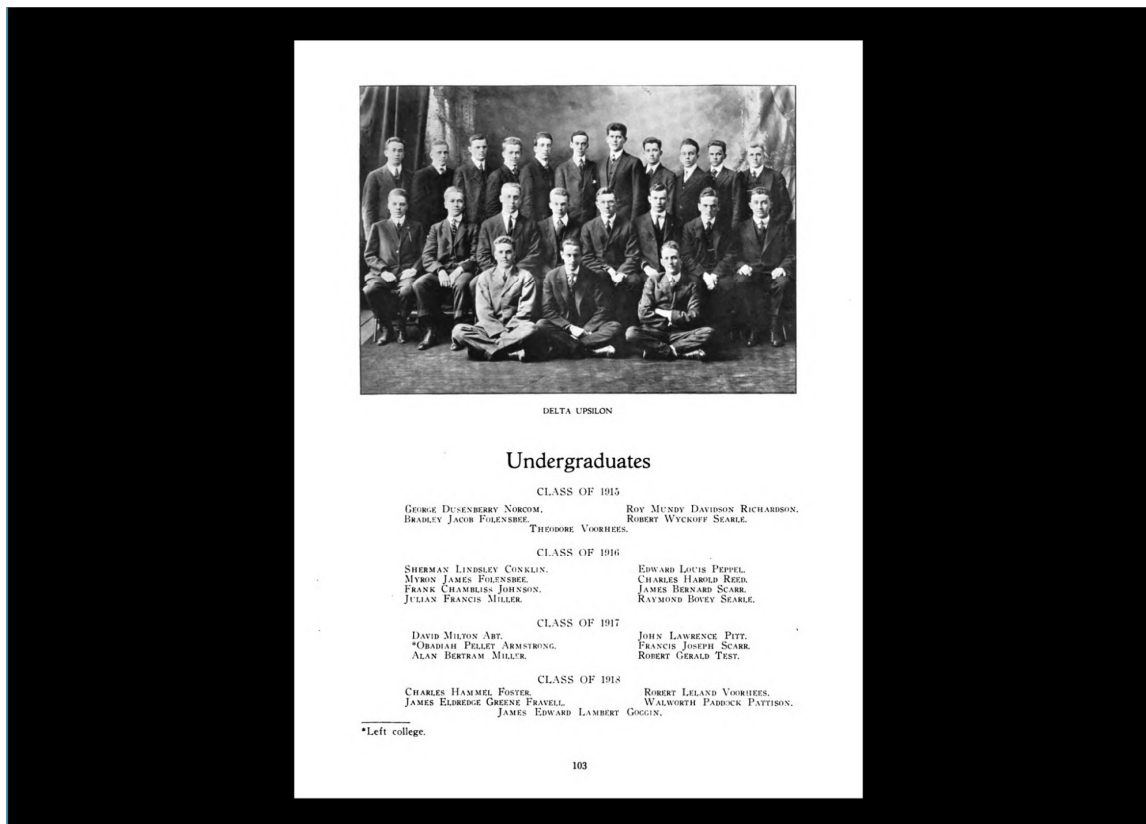 DELTA UPSILON
Undergraduates
CLASS OF 1915
GEORGE DUSENBERRY NORCOM. ROY MUNDY DAVIDSON RICHARDSON.
BRADLEY JACOB FOLENSBEE. ROBERT WYCKOFF SEARLE.
THEODORE VOORHEES.
CLASS OF 1916
SHERMAN LINDSLEY CONKLIN. EDWARD LOUIS PEPPEL.
MYRON JAMES FOLENSBEE. CHARLES HAROLD REED.
FRANK CHAMBLISS JOHNSON. JAMES BERNARD SCARR.
JULIAN FRANCIS MILLER. RAYMOND BOVEY SEARLE.
CLASS OF 1917
DAVID MILTON ABT. JOHN LAWRENCE PITT.
*OBADIAH PELLET ARMSTRONG. FRANCIS JOSEPH SCARR.
ALAN BERTRAM MILLER. ROBERT GERALD TEST.
CLASS OF 1918
CHARLES HAMMEL FOSTER. ROBERT LELAND VOORHEES.
JAMES ELDREDGE GREENE FRAVELL. WALWORTH PADDOCK PATTISON.
JAMES EDWARD LAMBERT GOGGIN.
*Left college.
103